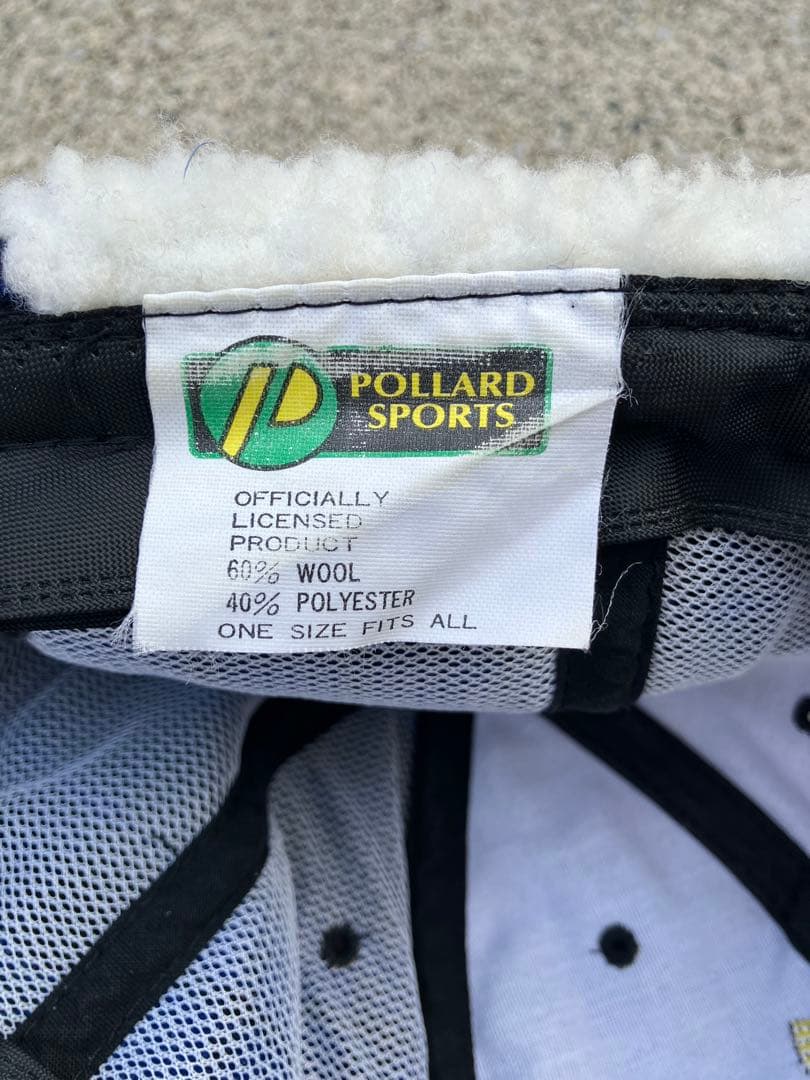 POLLARD
SPORTS
OFFICIALLY
LICENSED
PRODUCT
60% WOOL
40% POLYESTER
ONE SIZE FITS ALL